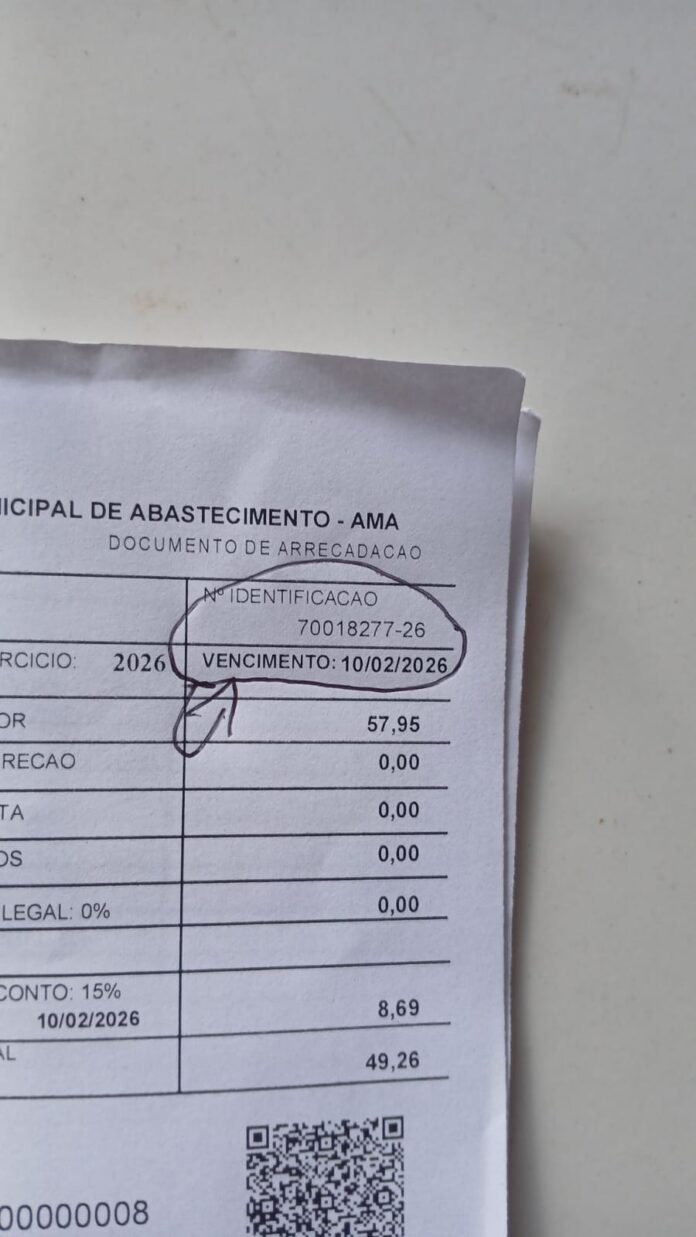 ICIPAL DE ABASTECIMENTO - AMA
DOCUMENTO DE ARRECADACAO
Nº IDENTIFICACAO
70018277-26
RCICIO: 2026 VENCIMENTO: 10/02/2026
OR 57,95
RECAO 0,00
TA 0,00
OS 0,00
LEGAL: 0% 0,00
CONTO: 15%
10/02/2026 8,69
AL 49,26
00000008